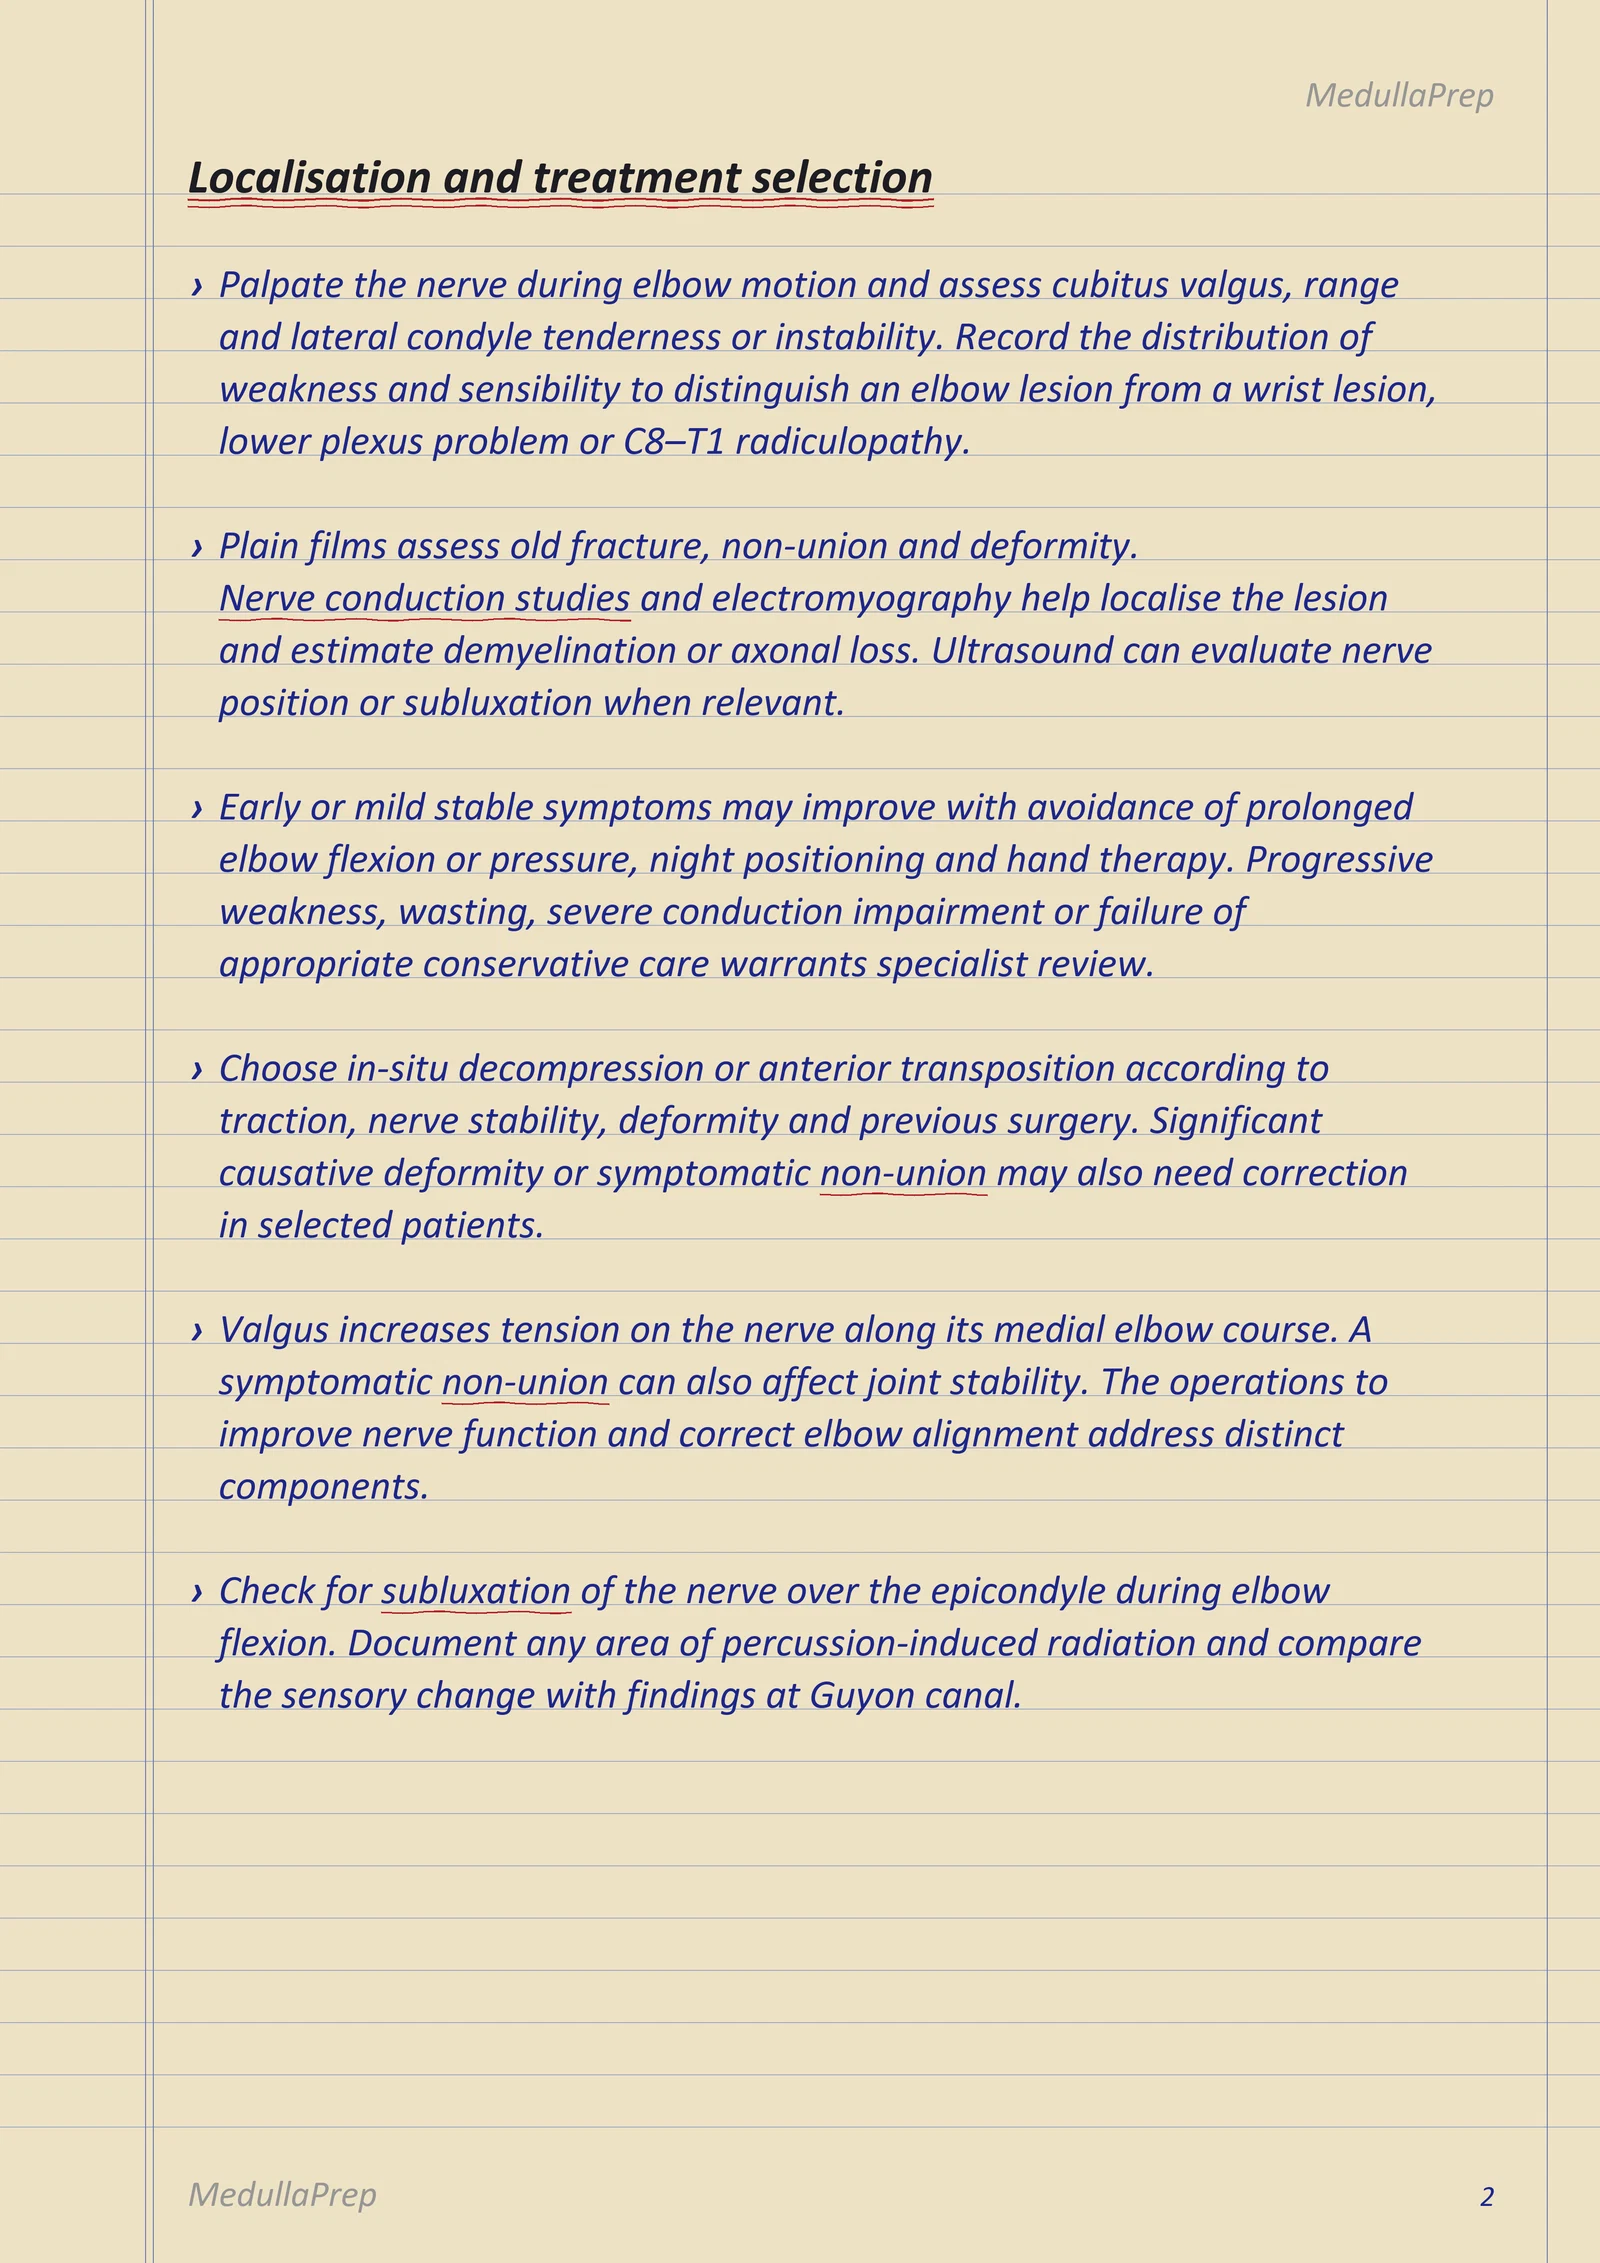 MedullaPrep
Localisation and treatment selection
› Palpate the nerve during elbow motion and assess cubitus valgus, range
and lateral condyle tenderness or instability. Record the distribution of
weakness and sensibility to distinguish an elbow lesion from a wrist lesion,
lower plexus problem or C8–T1 radiculopathy.
› Plain films assess old fracture, non-union and deformity.
Nerve conduction studies and electromyography help localise the lesion
and estimate demyelination or axonal loss. Ultrasound can evaluate nerve
position or subluxation when relevant.
› Early or mild stable symptoms may improve with avoidance of prolonged
elbow flexion or pressure, night positioning and hand therapy. Progressive
weakness, wasting, severe conduction impairment or failure of
appropriate conservative care warrants specialist review.
› Choose in-situ decompression or anterior transposition according to
traction, nerve stability, deformity and previous surgery. Significant
causative deformity or symptomatic non-union may also need correction
in selected patients.
› Valgus increases tension on the nerve along its medial elbow course. A
symptomatic non-union can also affect joint stability. The operations to
improve nerve function and correct elbow alignment address distinct
components.
› Check for subluxation of the nerve over the epicondyle during elbow
flexion. Document any area of percussion-induced radiation and compare
the sensory change with findings at Guyon canal.
MedullaPrep
2